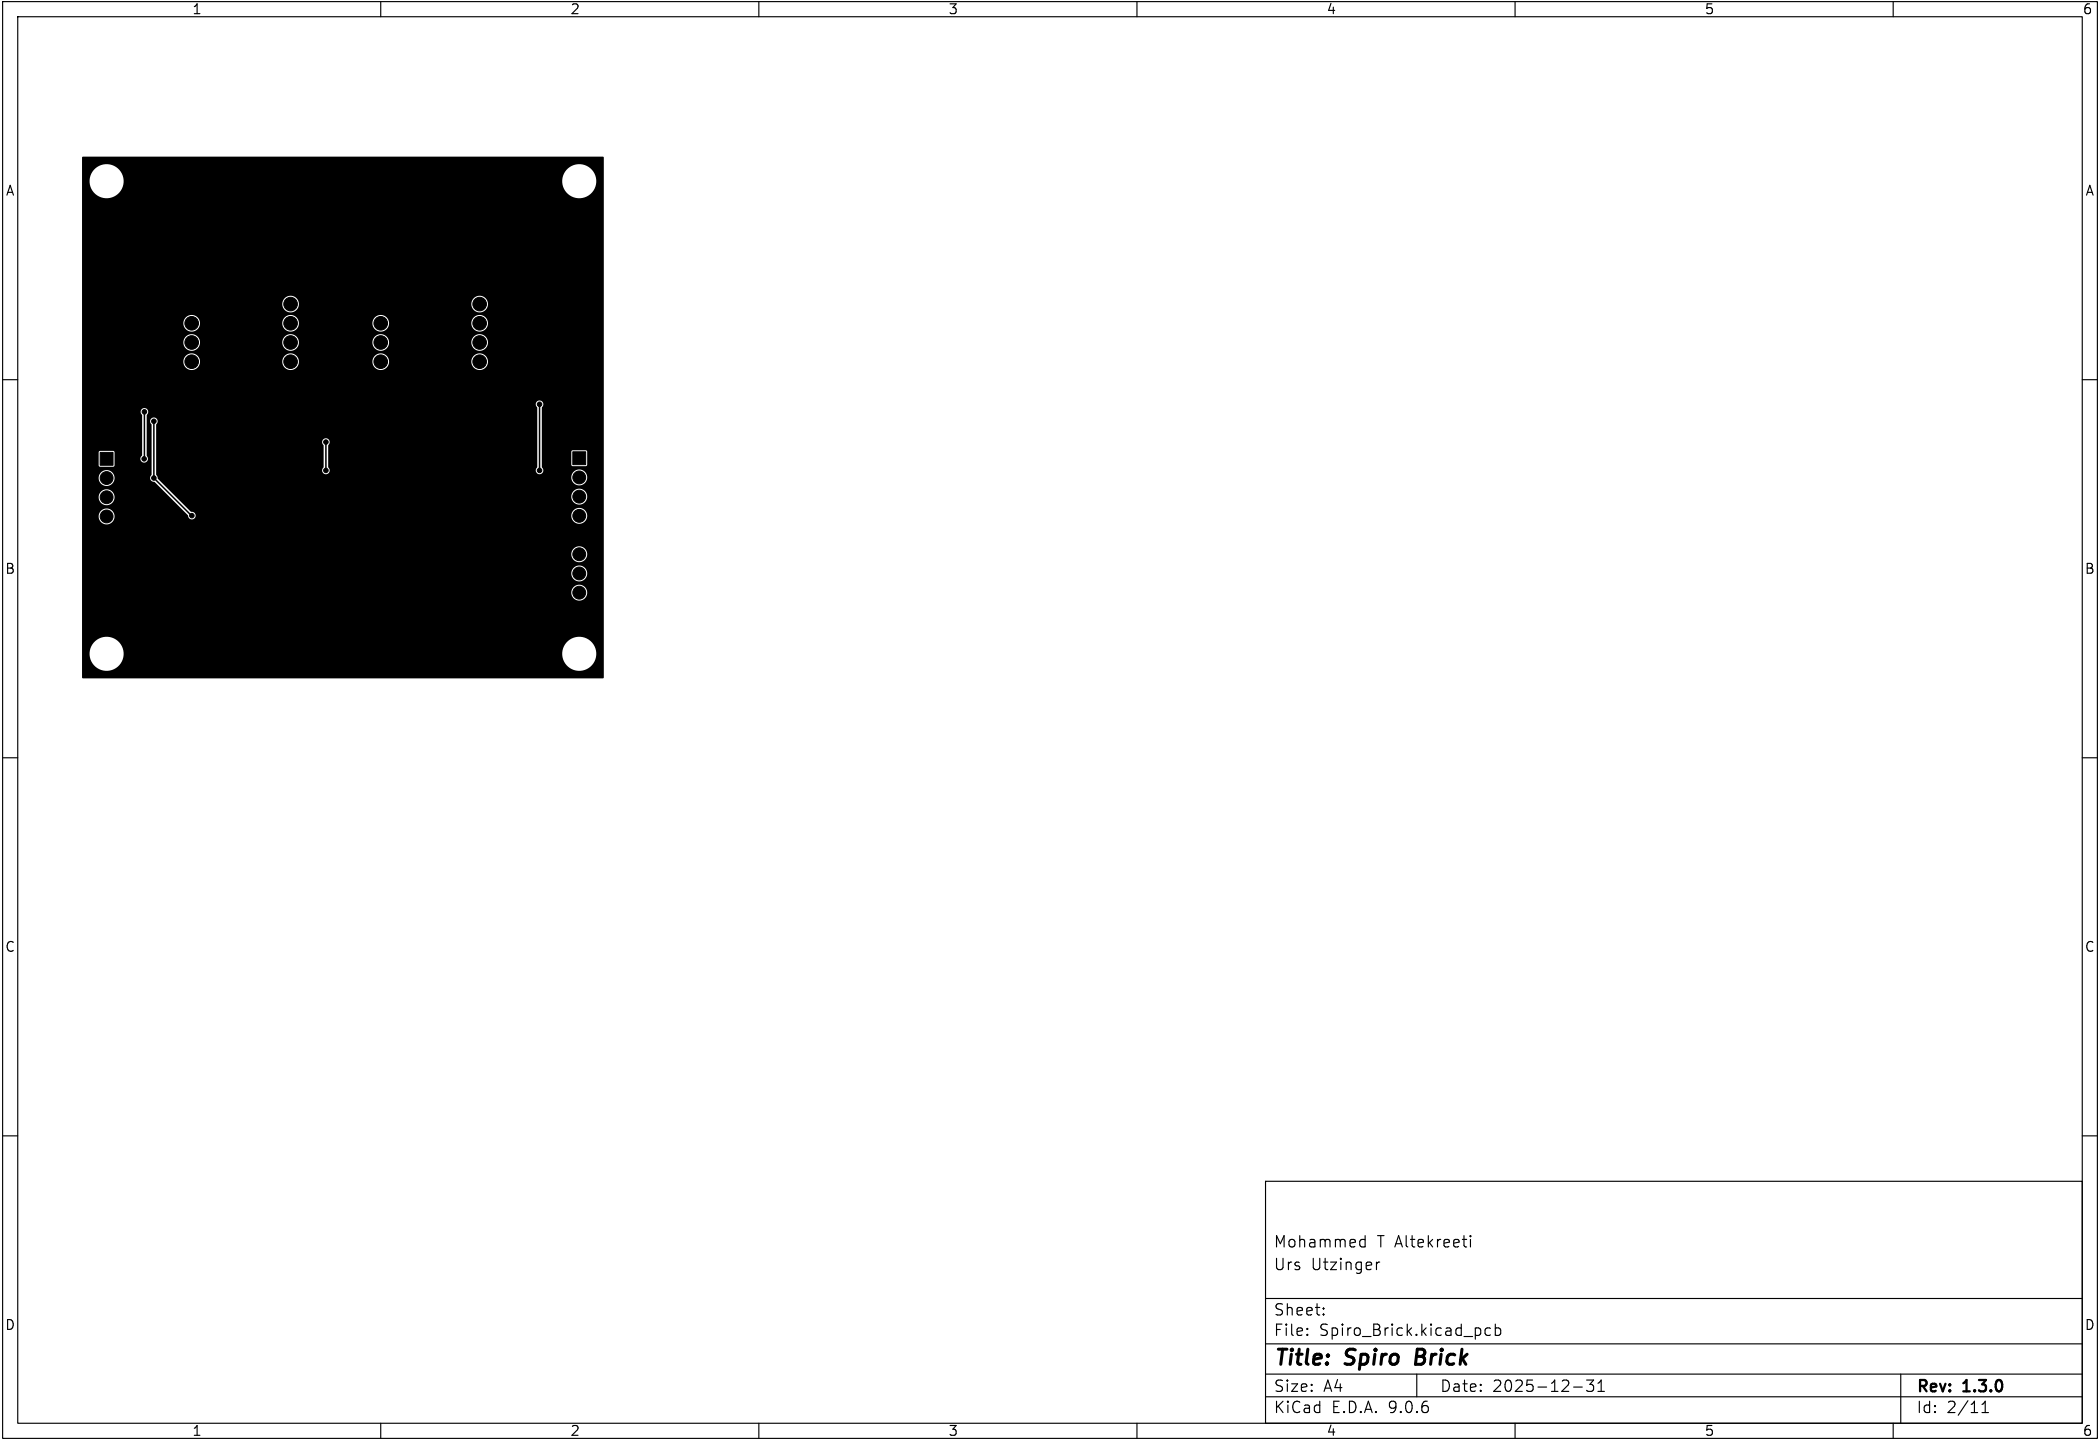 1 2 3 4 5 6
A A
B B
C C
Mohammed T Altekreeti
Urs Utzinger
Sheet:
File: Spiro_Brick.kicad_pcb
D D
Title: Spiro Brick
Size: A4 Date: 2025-12-31 Rev: 1.3.0
KiCad E.D.A. 9.0.6 Id: 2/11
1 2 3 4 5 6